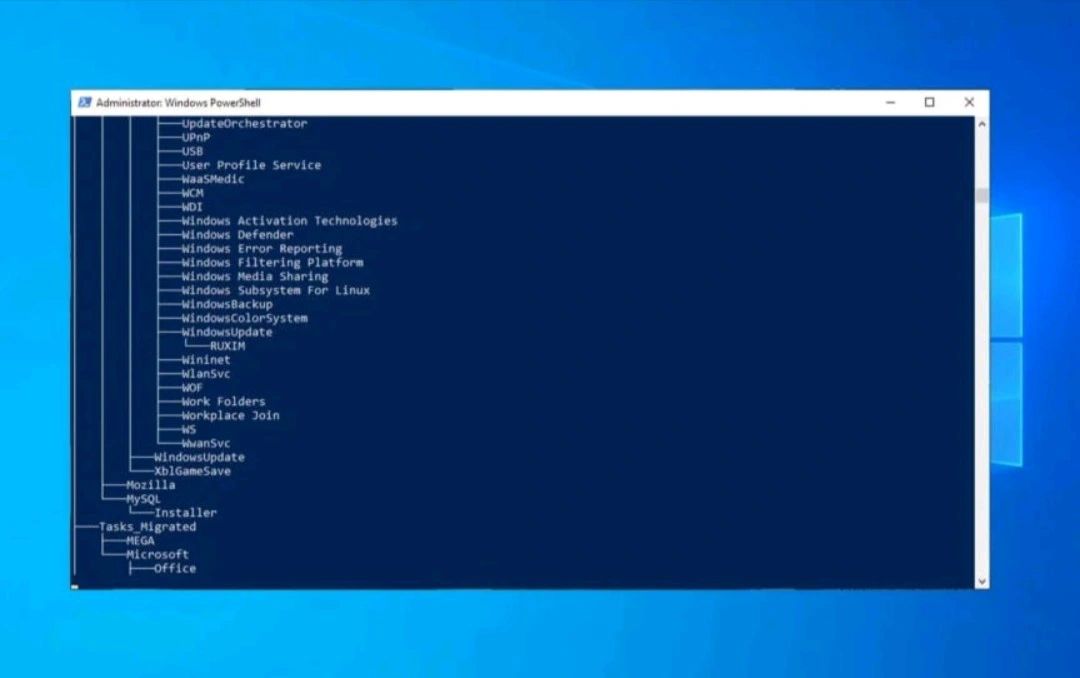 Administrator: Windows PowerShell
UpdateOrchestrator
UPnP
USB
User Profile Service
WaaSMedic
WCM
WDI
Windows Activation Technologies
Windows Defender
Windows Error Reporting
Windows Filtering Platform
Windows Media Sharing
Windows Subsystem For Linux
WindowsBackup
WindowsColorSystem
WindowsUpdate
RUXIM
Wininet
WlanSvc
WOF
Work Folders
Workplace Join
WS
WwanSvc
WindowsUpdate
XblGameSave
Mozilla
MySQL
Installer
Tasks_Migrated
MEGA
Microsoft
Office